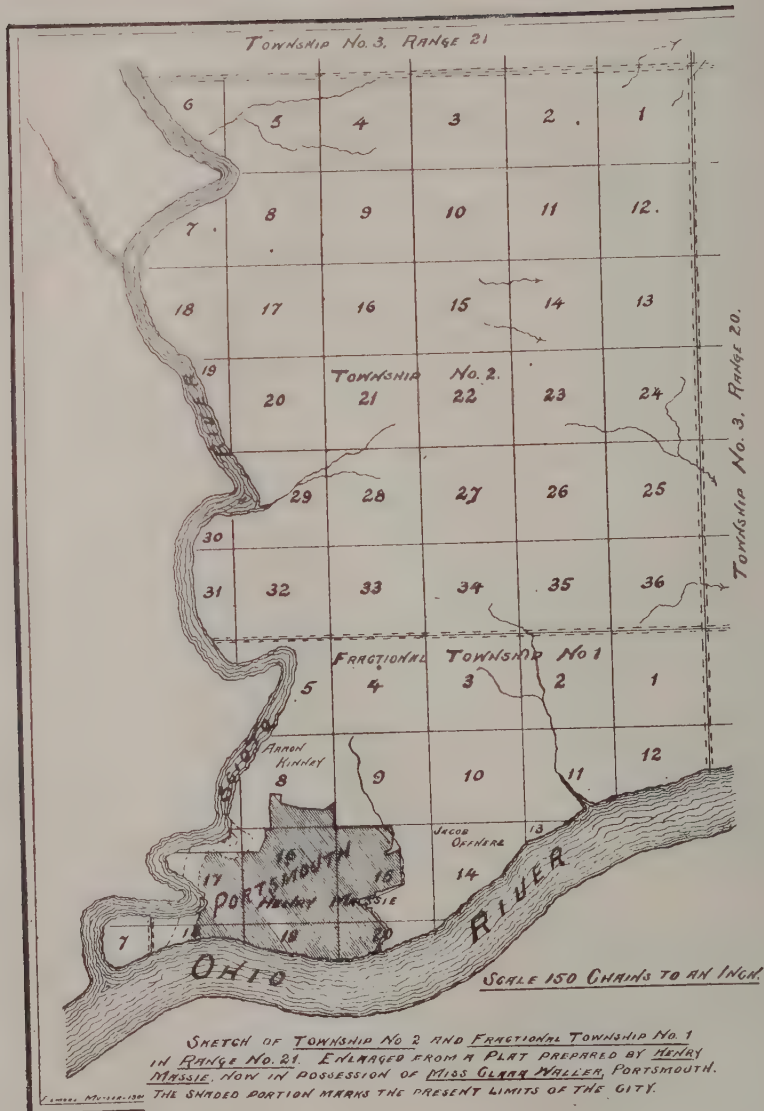 TOWNSHIP No. 3, RANGE 21
6 5 4 3 2 1
7 8 9 10 11 12
18 17 16 15 14 13
19
TOWNSHIP No. 2.
20 21 22 23 24
RIVER
TOWNSHIP No. 3, RANGE 20.
29 28 27 26 25
30
31 32 33 34 35 36
FRACTIONAL TOWNSHIP No 1
5 4 3 2 1
SCIOTO
AARON
KINNEY
8 9 10 11 12
JACOB
OFFNERE
13
16 16 14
17
PORTSMOUTH
HENRY MASSIE
7 18 19 20
OHIO RIVER
SCALE 150 CHAINS TO AN INCH.
SKETCH OF TOWNSHIP No 2 AND FRACTIONAL TOWNSHIP No. 1
IN RANGE No. 21. ENLARGED FROM A PLAT PREPARED BY HENRY
MASSIE, NOW IN POSSESSION OF MISS CLARA WALLER, PORTSMOUTH.
THE SHADED PORTION MARKS THE PRESENT LIMITS OF THE CITY.